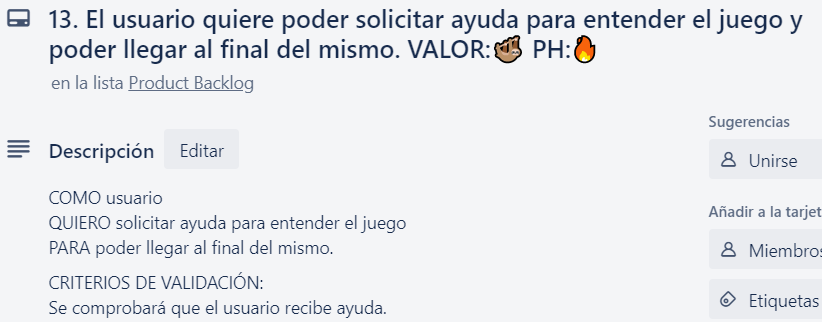 13. El usuario quiere poder solicitar ayuda para entender el juego y
poder llegar al final del mismo. VALOR:🦥 PH:🔥
en la lista Product Backlog
Sugerencias
Descripción Editar
Unirse
COMO usuario
QUIERO solicitar ayuda para entender el juego
PARA poder llegar al final del mismo.
Añadir a la tarjet
Miembros
CRITERIOS DE VALIDACIÓN:
Se comprobará que el usuario recibe ayuda.
Etiquetas